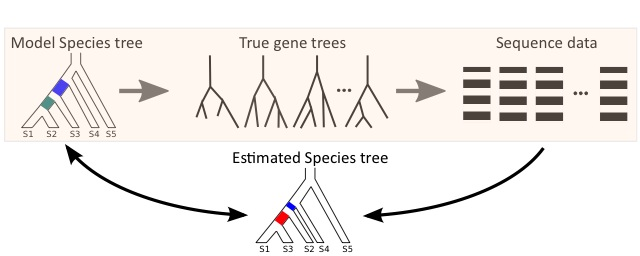 Model Species tree
True gene trees
Sequence data
...
...
S1 S2 S3 S4 S5
Estimated Species tree
S1 S3 S2 S4 S5